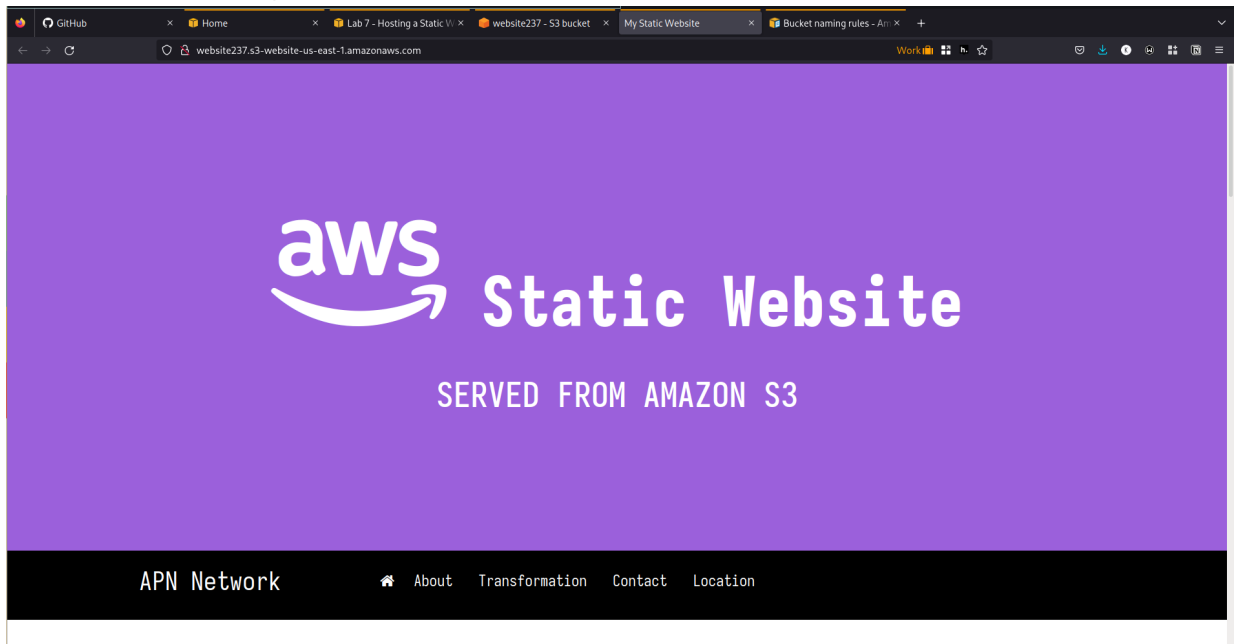 GitHub
Home
Lab 7 - Hosting a Static W
website237 - S3 bucket
My Static Website
Bucket naming rules - Am
website237.s3-website-us-east-1.amazonaws.com
Work
h.
aws
Static Website
SERVED FROM AMAZON S3
APN Network
About Transformation Contact Location